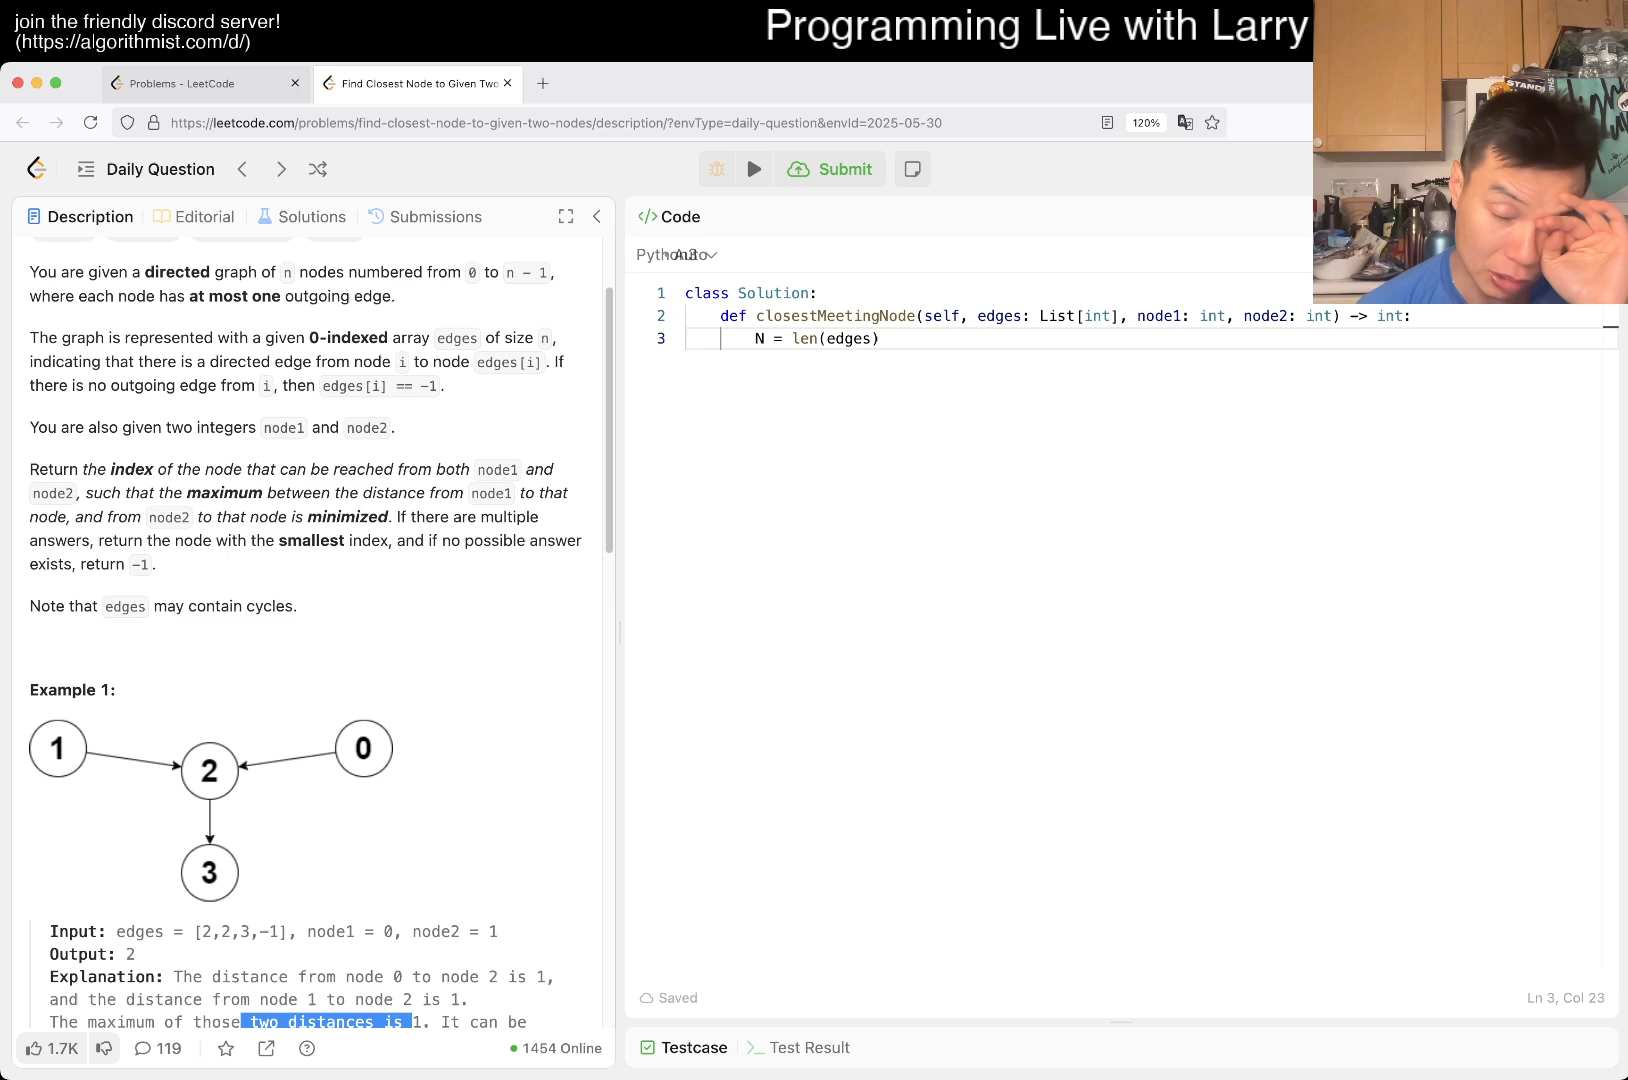 join the friendly discord server!
(https://algorithmist.com/d/)
Programming Live with Larry
Problems - LeetCode
Find Closest Node to Given Two
https://leetcode.com/problems/find-closest-node-to-given-two-nodes/description/?envType=daily-question&envId=2025-05-30
120%
Daily Question
Submit
Description
Editorial
Solutions
Submissions
You are given a directed graph of n nodes numbered from 0 to n - 1,
where each node has at most one outgoing edge.
The graph is represented with a given 0-indexed array edges of size n,
indicating that there is a directed edge from node i to node edges[i]. If
there is no outgoing edge from i, then edges[i] == -1.
You are also given two integers node1 and node2.
Return the index of the node that can be reached from both node1 and
node2, such that the maximum between the distance from node1 to that
node, and from node2 to that node is minimized. If there are multiple
answers, return the node with the smallest index, and if no possible answer
exists, return -1.
Note that edges may contain cycles.
Example 1:
1
0
2
3
Input: edges = [2,2,3,-1], node1 = 0, node2 = 1
Output: 2
Explanation: The distance from node 0 to node 2 is 1,
and the distance from node 1 to node 2 is 1.
The maximum of those two distances is 1. It can be
1.7K
119
1454 Online
</> Code
Python3
Auto
1 class Solution:
2 def closestMeetingNode(self, edges: List[int], node1: int, node2: int) -> int:
3 N = len(edges)
Saved
Ln 3, Col 23
Testcase
Test Result
STAND